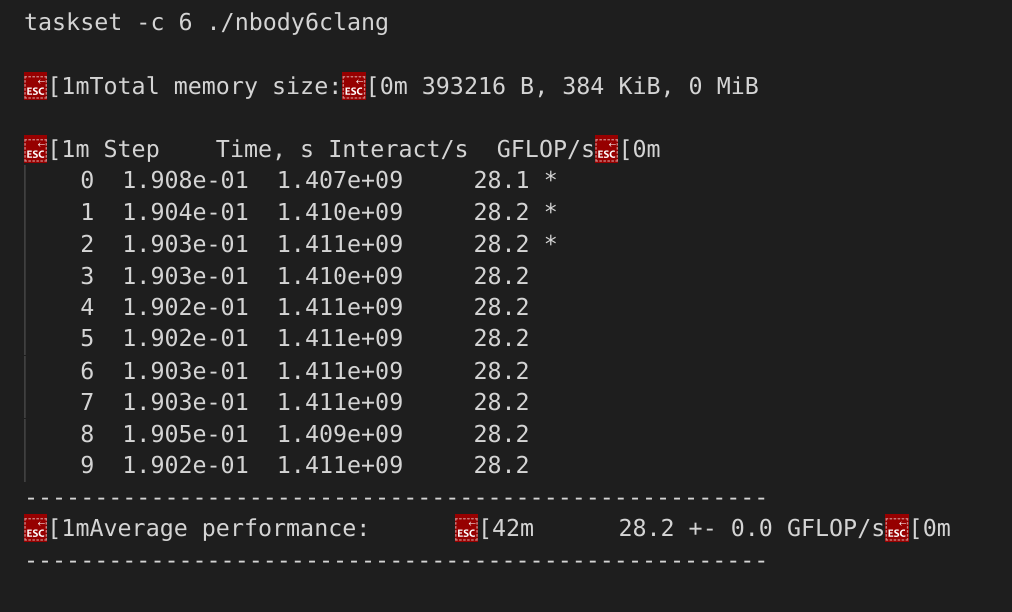 taskset -c 6 ./nbody6clang
ESC[1mTotal memory size:ESC[0m 393216 B, 384 KiB, 0 MiB
ESC[1m Step    Time, s Interact/s  GFLOP/sESC[0m
    0  1.908e-01  1.407e+09     28.1 *
    1  1.904e-01  1.410e+09     28.2 *
    2  1.903e-01  1.411e+09     28.2 *
    3  1.903e-01  1.410e+09     28.2
    4  1.902e-01  1.411e+09     28.2
    5  1.902e-01  1.411e+09     28.2
    6  1.903e-01  1.411e+09     28.2
    7  1.903e-01  1.411e+09     28.2
    8  1.905e-01  1.409e+09     28.2
    9  1.902e-01  1.411e+09     28.2
-----------------------------------------------------
ESC[1mAverage performance:      ESC[42m      28.2 +- 0.0 GFLOP/sESC[0m
-----------------------------------------------------